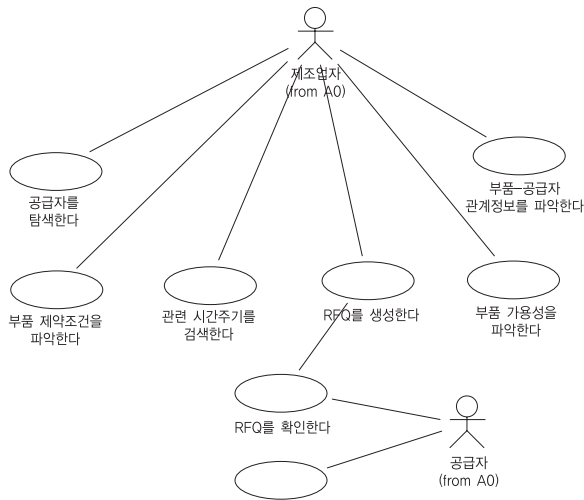 제조업자
(from A0)
공급자를
탐색한다
부품-공급자
관계정보를 파악한다
부품 제약조건을
파악한다
관련 시간주기를
검색한다
RFQ를 생성한다
부품 가용성을
파악한다
RFQ를 확인한다
공급자
(from A0)